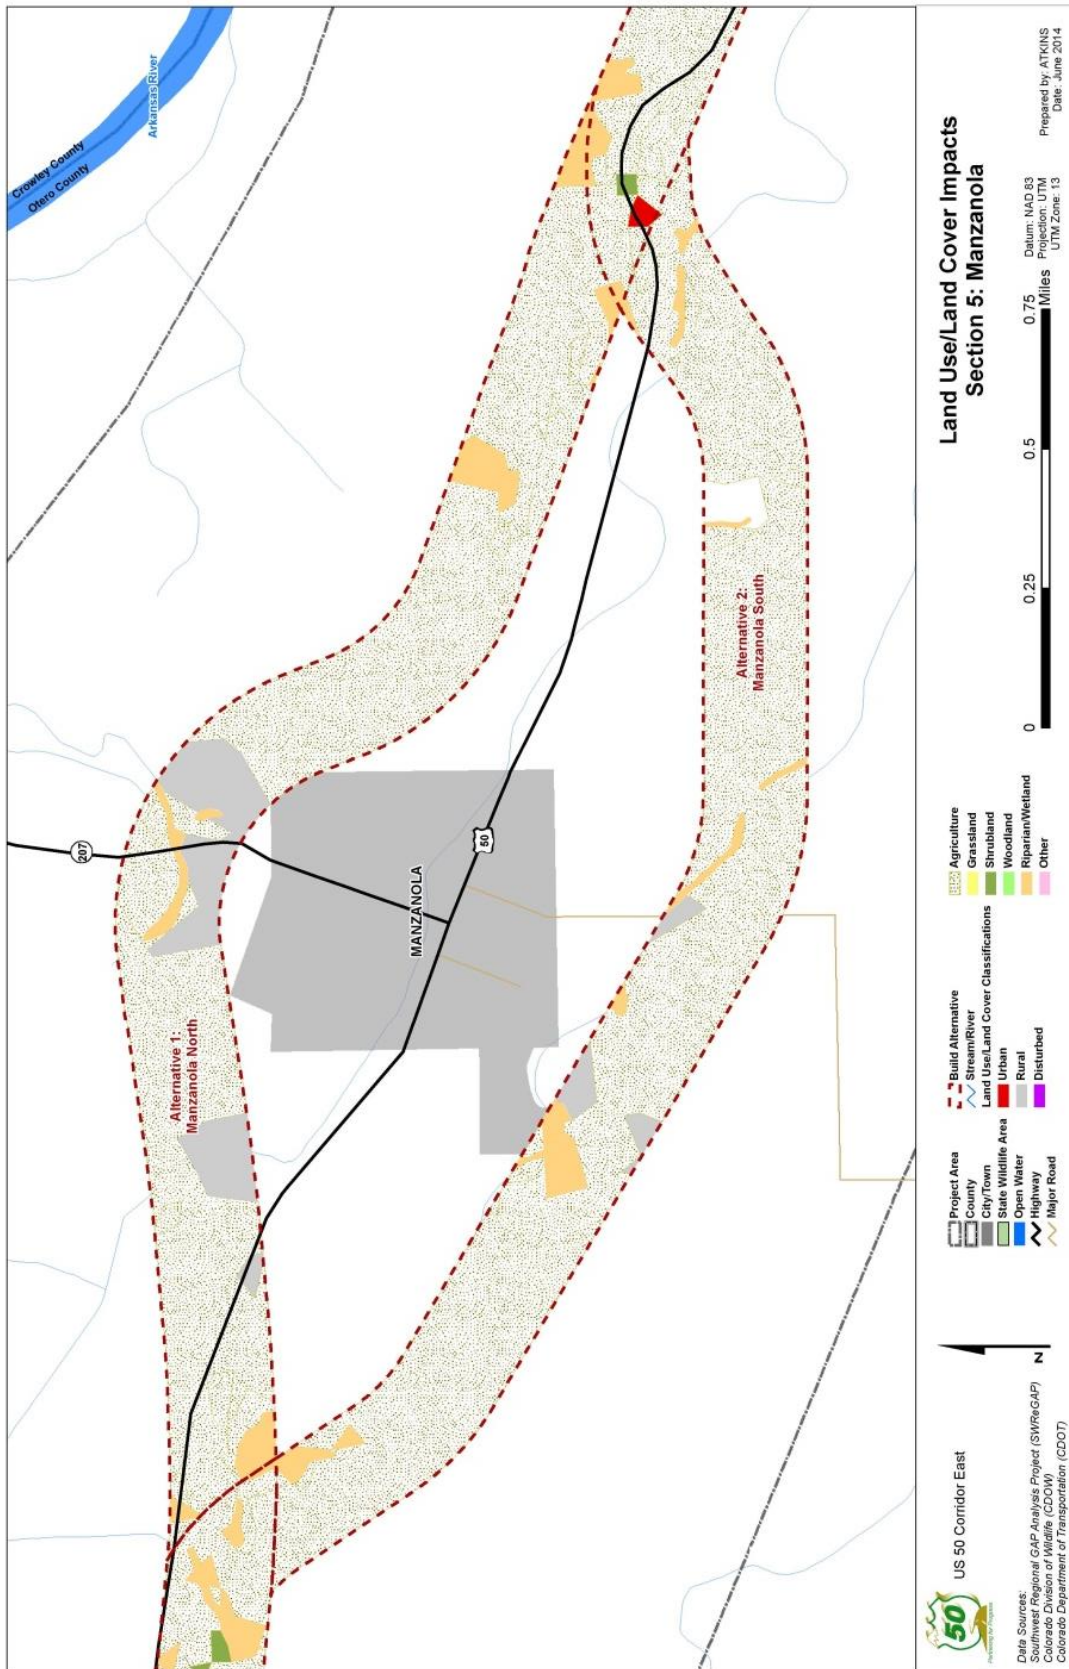 Crowley County
Otero County
Arkansas River
207
Alternative 1:
Manzanola North
MANZANOLA
50
Alternative 2:
Manzanola South
50
US 50 Corridor East
Data Sources:
Southwest Regional GAP Analysis Project (SWReGAP)
Colorado Division of Wildlife (CDOW)
Colorado Department of Transportation (CDOT)
N
Project Area
County
City/Town
State Wildlife Area
Open Water
Highway
Major Road
Build Alternative
Stream/River
Land Use/Land Cover Classifications
Urban
Rural
Disturbed
Agriculture
Grassland
Shrubland
Woodland
Riparian/Wetland
Other
Land Use/Land Cover Impacts
Section 5: Manzanola
0 0.25 0.5 0.75
Miles
Datum: NAD 83
Projection: UTM
UTM Zone: 13
Prepared by: ATKINS
Date: June 2014